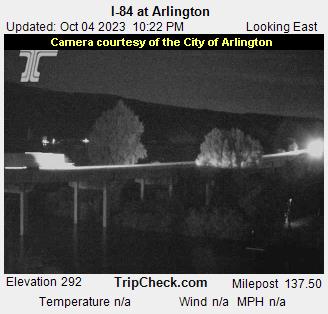 I-84 at Arlington
Updated: Oct 04 2023 10:22 PM Looking East
Camera courtesy of the City of Arlington
Elevation 292 TripCheck.com Milepost 137.50
Temperature n/a Wind n/a MPH n/a